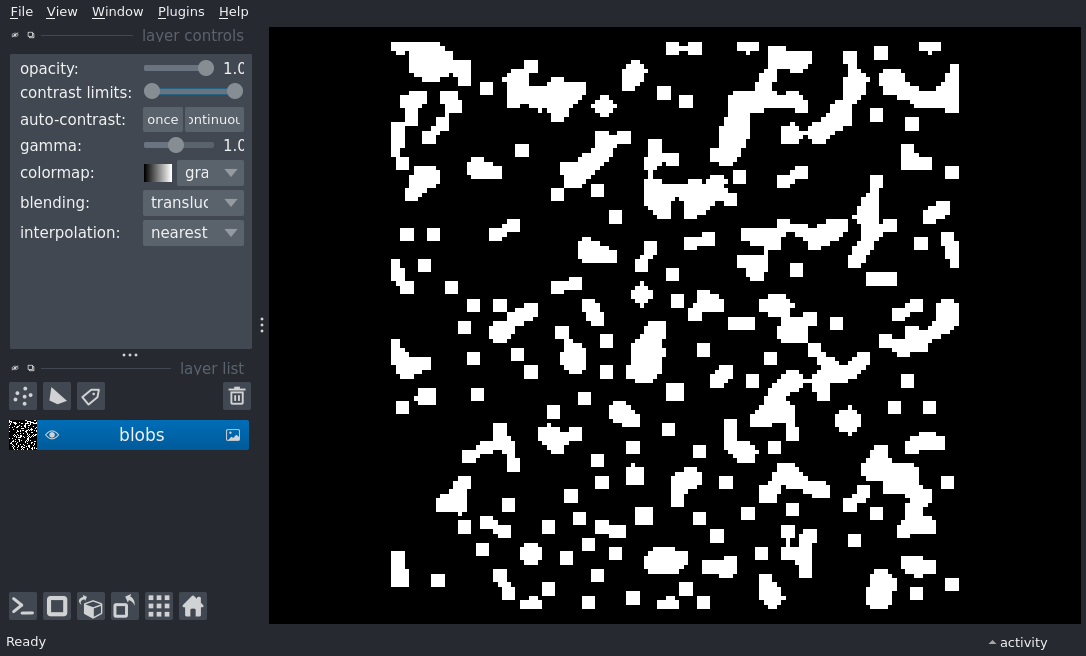 File View Window Plugins Help
layer controls
opacity: 1.0
contrast limits:
auto-contrast: once ontinuou
gamma: 1.0
colormap: gra
blending: transluc
interpolation: nearest
layer list
blobs
Ready activity